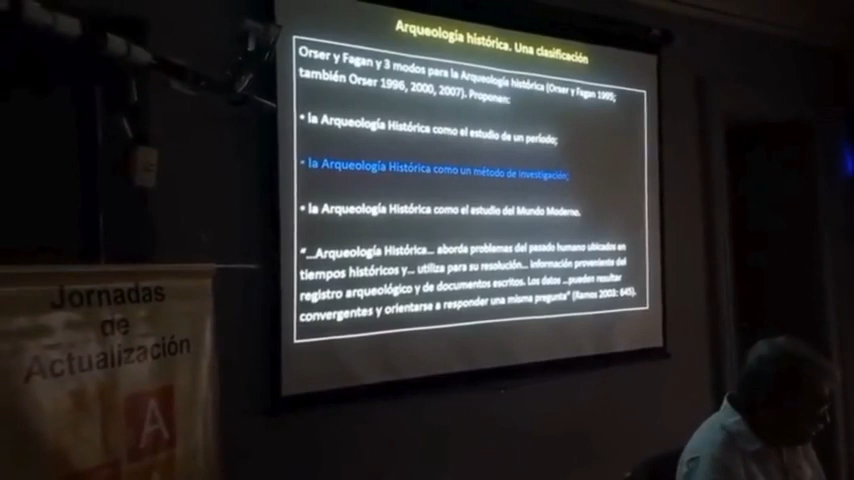 Arqueología histórica. Una clasificación
Orser y Fagan y 3 modos para la Arqueología histórica (Orser y Fagan 1995;
también Orser 1996, 2000, 2007). Proponen:
• la Arqueología Histórica como el estudio de un período;
• la Arqueología Histórica como un método de investigación;
• la Arqueología Histórica como el estudio del Mundo Moderno.
"...Arqueología Histórica... aborda problemas del pasado humano ubicados en
tiempos históricos y... utiliza para su resolución... información proveniente del
registro arqueológico y de documentos escritos. Los datos ...pueden resultar
convergentes y orientarse a responder una misma pregunta" (Ramos 2003: 645).
Jornadas
de
Actualización
A